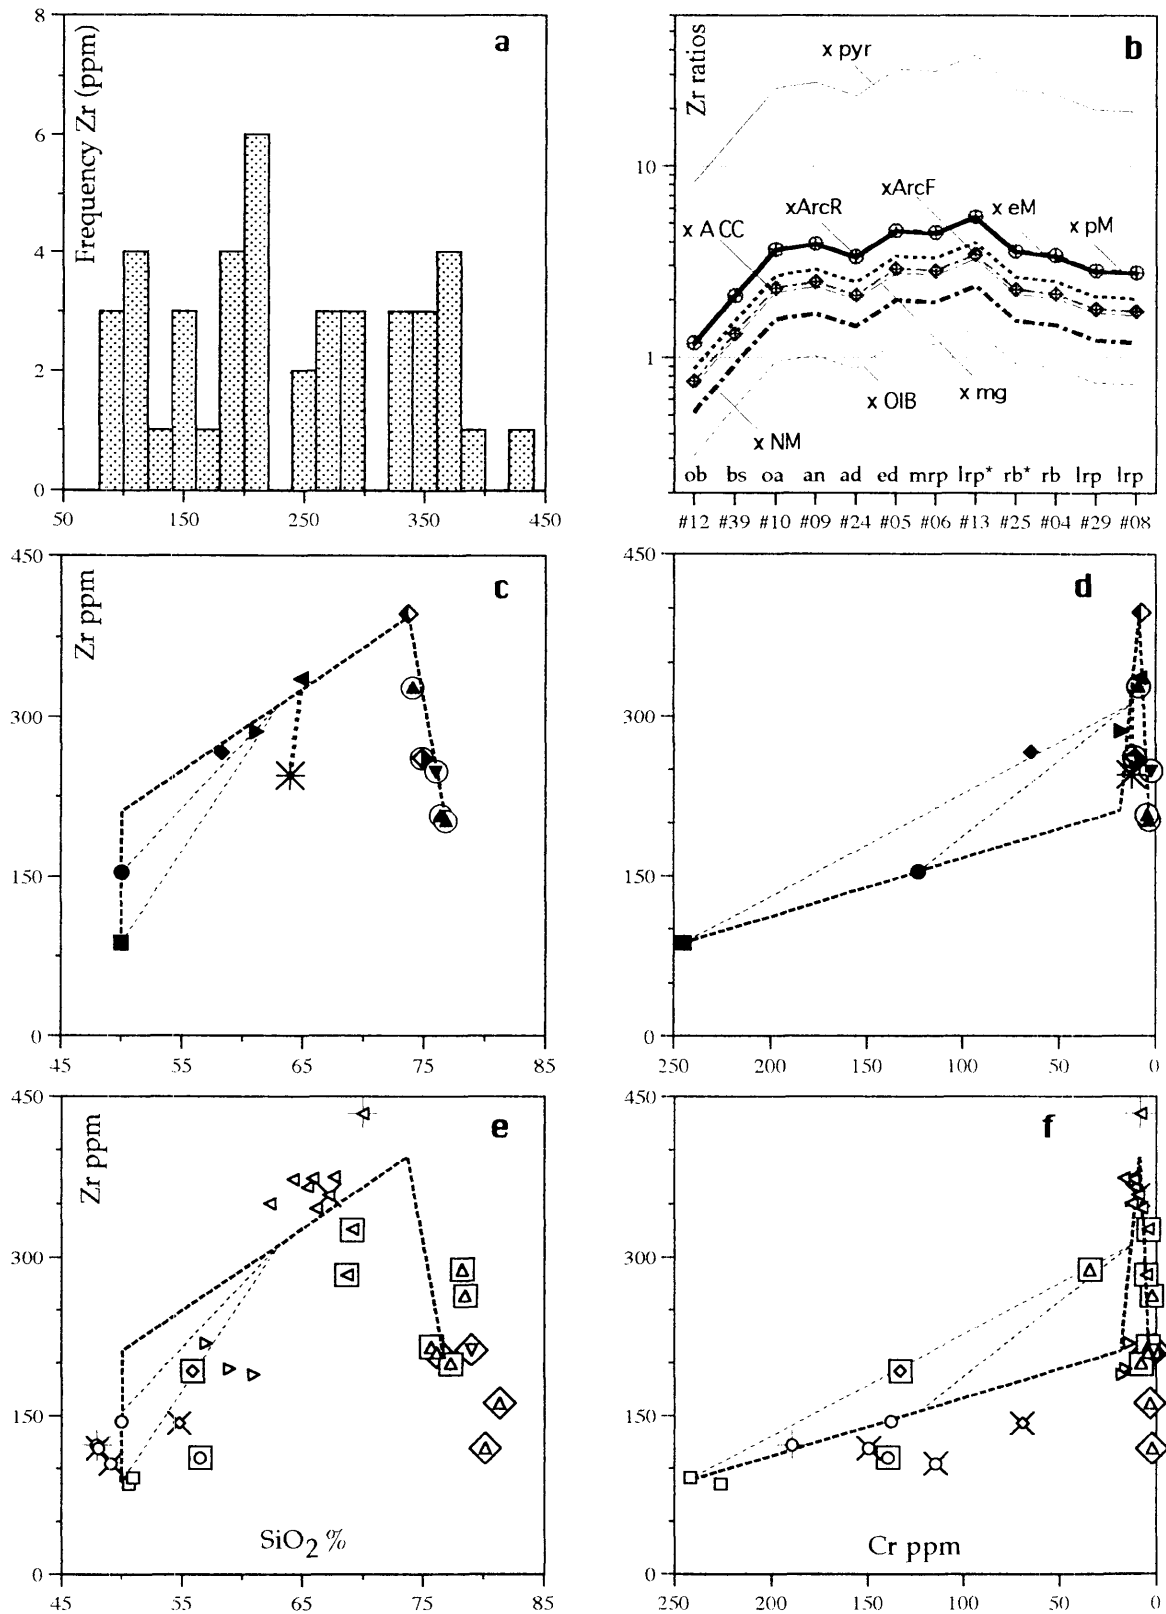 a
Frequency Zr (ppm)
8
6
4
2
0
50 150 250 350 450
b
Zr ratios
10
1
x pyr
xArcF
xArcR
x eM
x ACC
x pM
x OIB
x mg
x NM
ob bs oa an ad ed mrp lrp* rb* rb lrp lrp
#12 #39 #10 #09 #24 #05 #06 #13 #25 #04 #29 #08
c
Zr ppm
450
300
150
0
45 55 65 75 85
d
450
300
150
0
250 200 150 100 50 0
e
Zr ppm
450
300
150
0
SiO2 %
45 55 65 75 85
f
450
300
150
0
Cr ppm
250 200 150 100 50 0